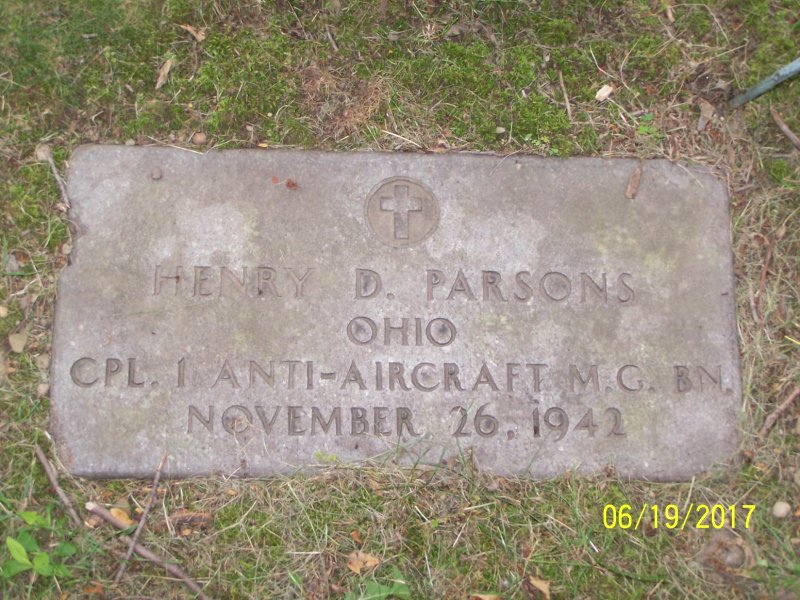 HENRY D. PARSONS
OHIO
CPL. 1 ANTI-AIRCRAFT M.G. BN.
NOVEMBER 26, 1942
06/19/2017